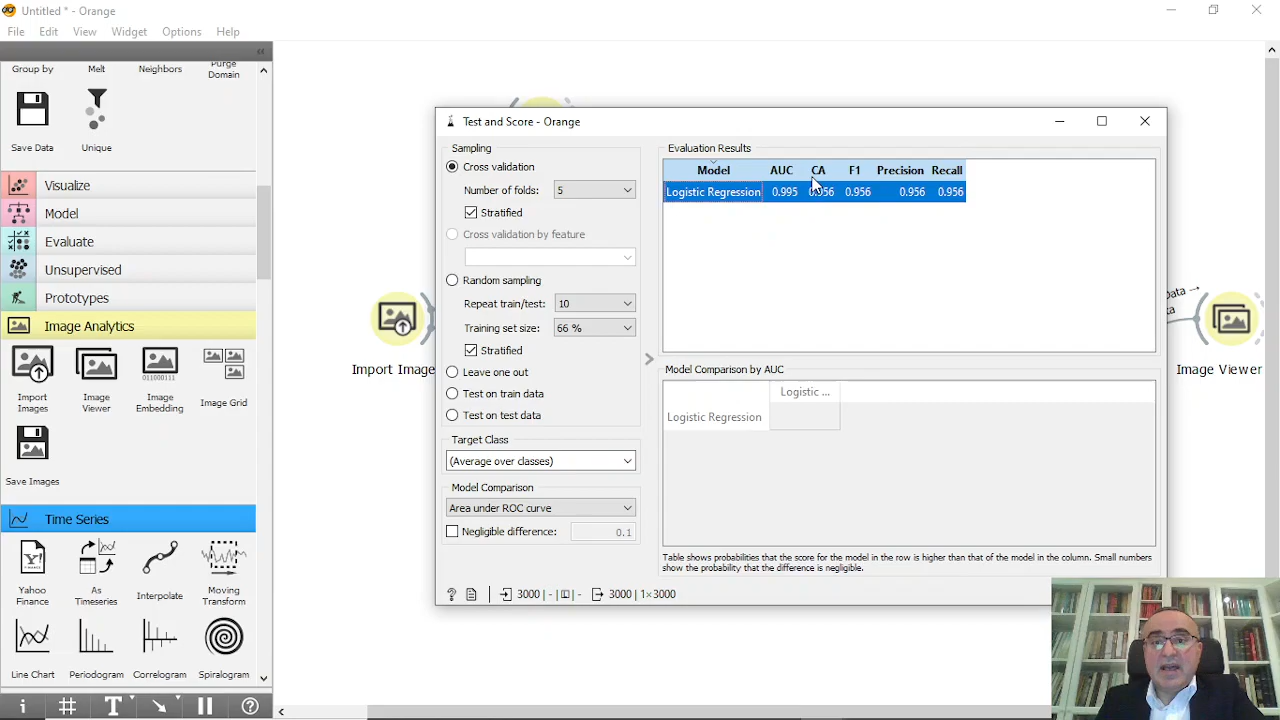 Untitled * - Orange
File Edit View Widget Options Help
Group by Melt Neighbors Purge Domain
Save Data Unique
Visualize
Model
Evaluate
Unsupervised
Prototypes
Image Analytics
Import Images
Image Viewer
Image Embedding
Image Grid
Save Images
Time Series
Yahoo Finance
As Timeseries
Interpolate
Moving Transform
Line Chart Periodogram Correlogram Spiralogram
Import Image
Data
ta
Image Viewer
Test and Score - Orange
Sampling
Cross validation
Number of folds: 5
Stratified
Cross validation by feature
Random sampling
Repeat train/test: 10
Training set size: 66 %
Stratified
Leave one out
Test on train data
Test on test data
Target Class
(Average over classes)
Model Comparison
Area under ROC curve
Negligible difference: 0.1
Evaluation Results
Model AUC CA F1 Precision Recall
Logistic Regression 0.995 0.956 0.956 0.956 0.956
Model Comparison by AUC
Logistic ...
Logistic Regression
Table shows probabilities that the score for the model in the row is higher than that of the model in the column. Small numbers
show the probability that the difference is negligible.
? 3000 | - | - 3000 | 1×3000